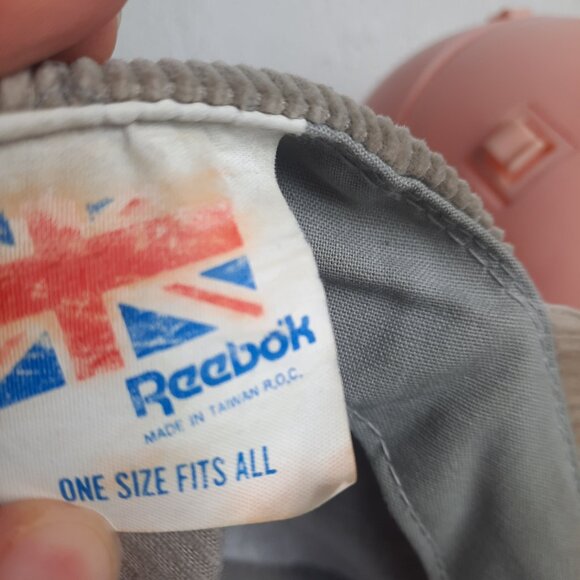 Reebok
MADE IN TAIWAN R.O.C.
ONE SIZE FITS ALL